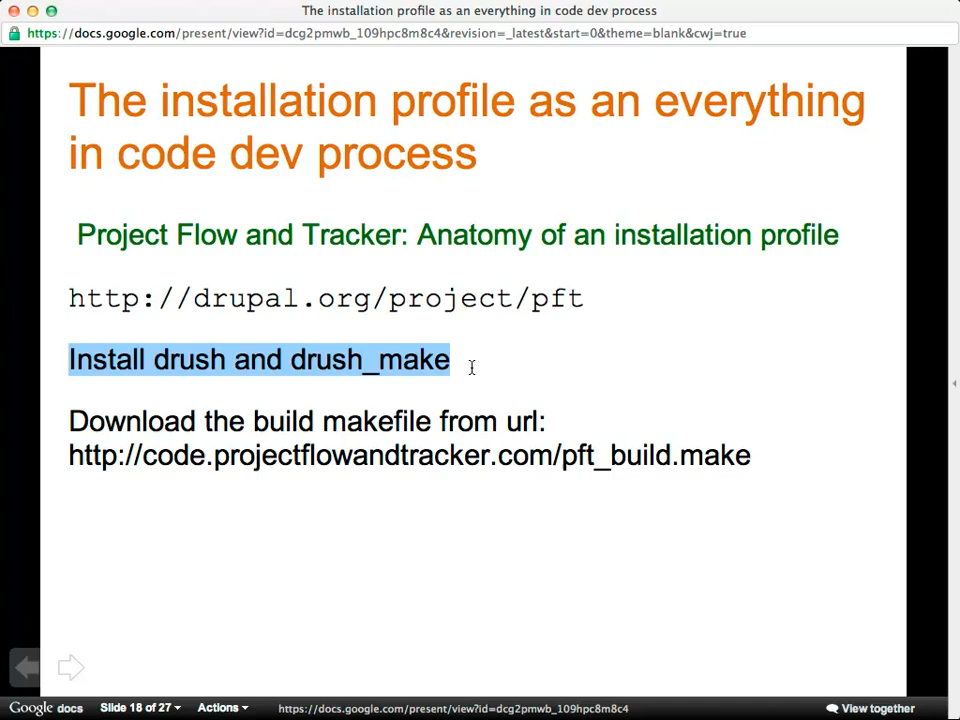 The installation profile as an everything in code dev process
https://docs.google.com/present/view?id=dcg2pmwb_109hpc8m8c4&revision=_latest&start=0&theme=blank&cwj=true
The installation profile as an everything
in code dev process
Project Flow and Tracker: Anatomy of an installation profile
http://drupal.org/project/pft
Install drush and drush_make
Download the build makefile from url:
http://code.projectflowandtracker.com/pft_build.make
Google docs Slide 18 of 27 Actions https://docs.google.com/present/view?id=dcg2pmwb_109hpc8m8c4 View together